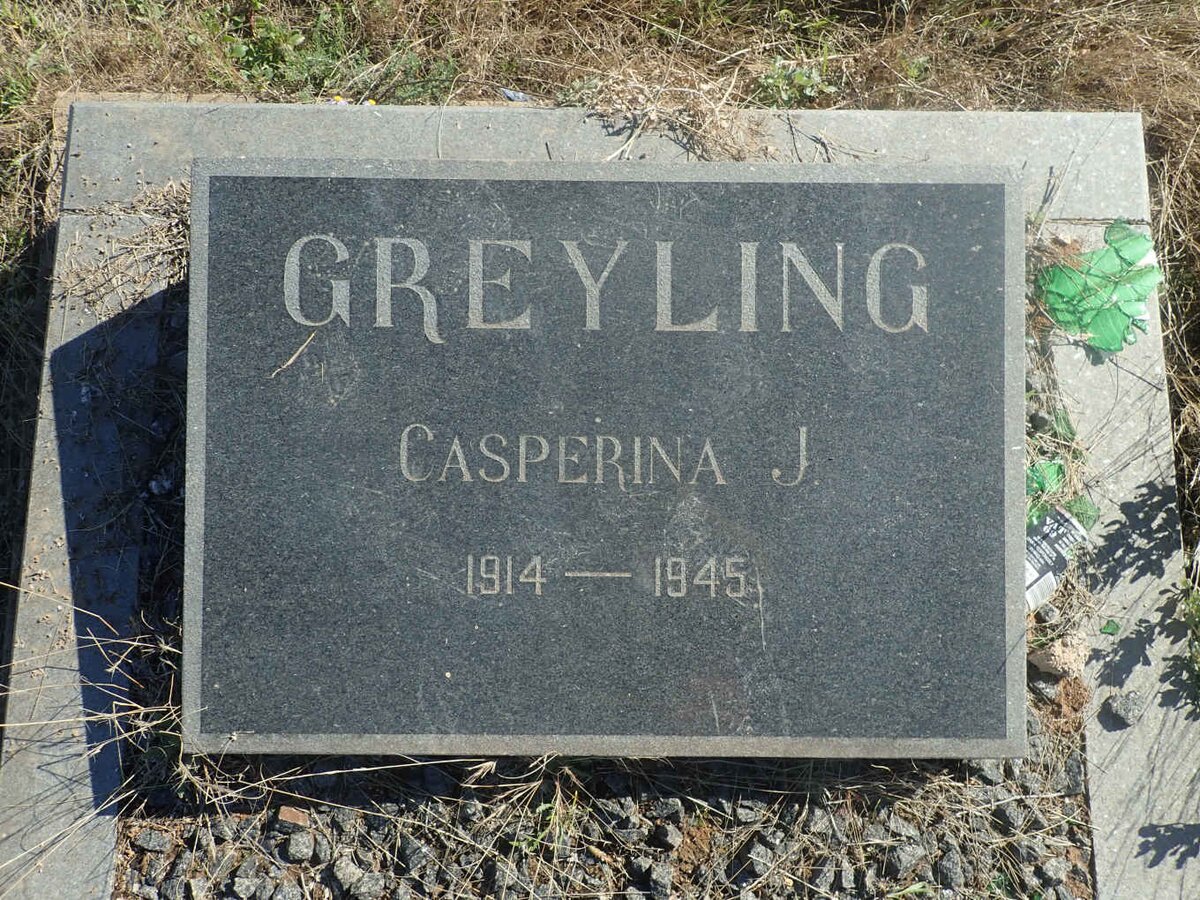 GREYLING
CASPERINA J.
1914 — 1945